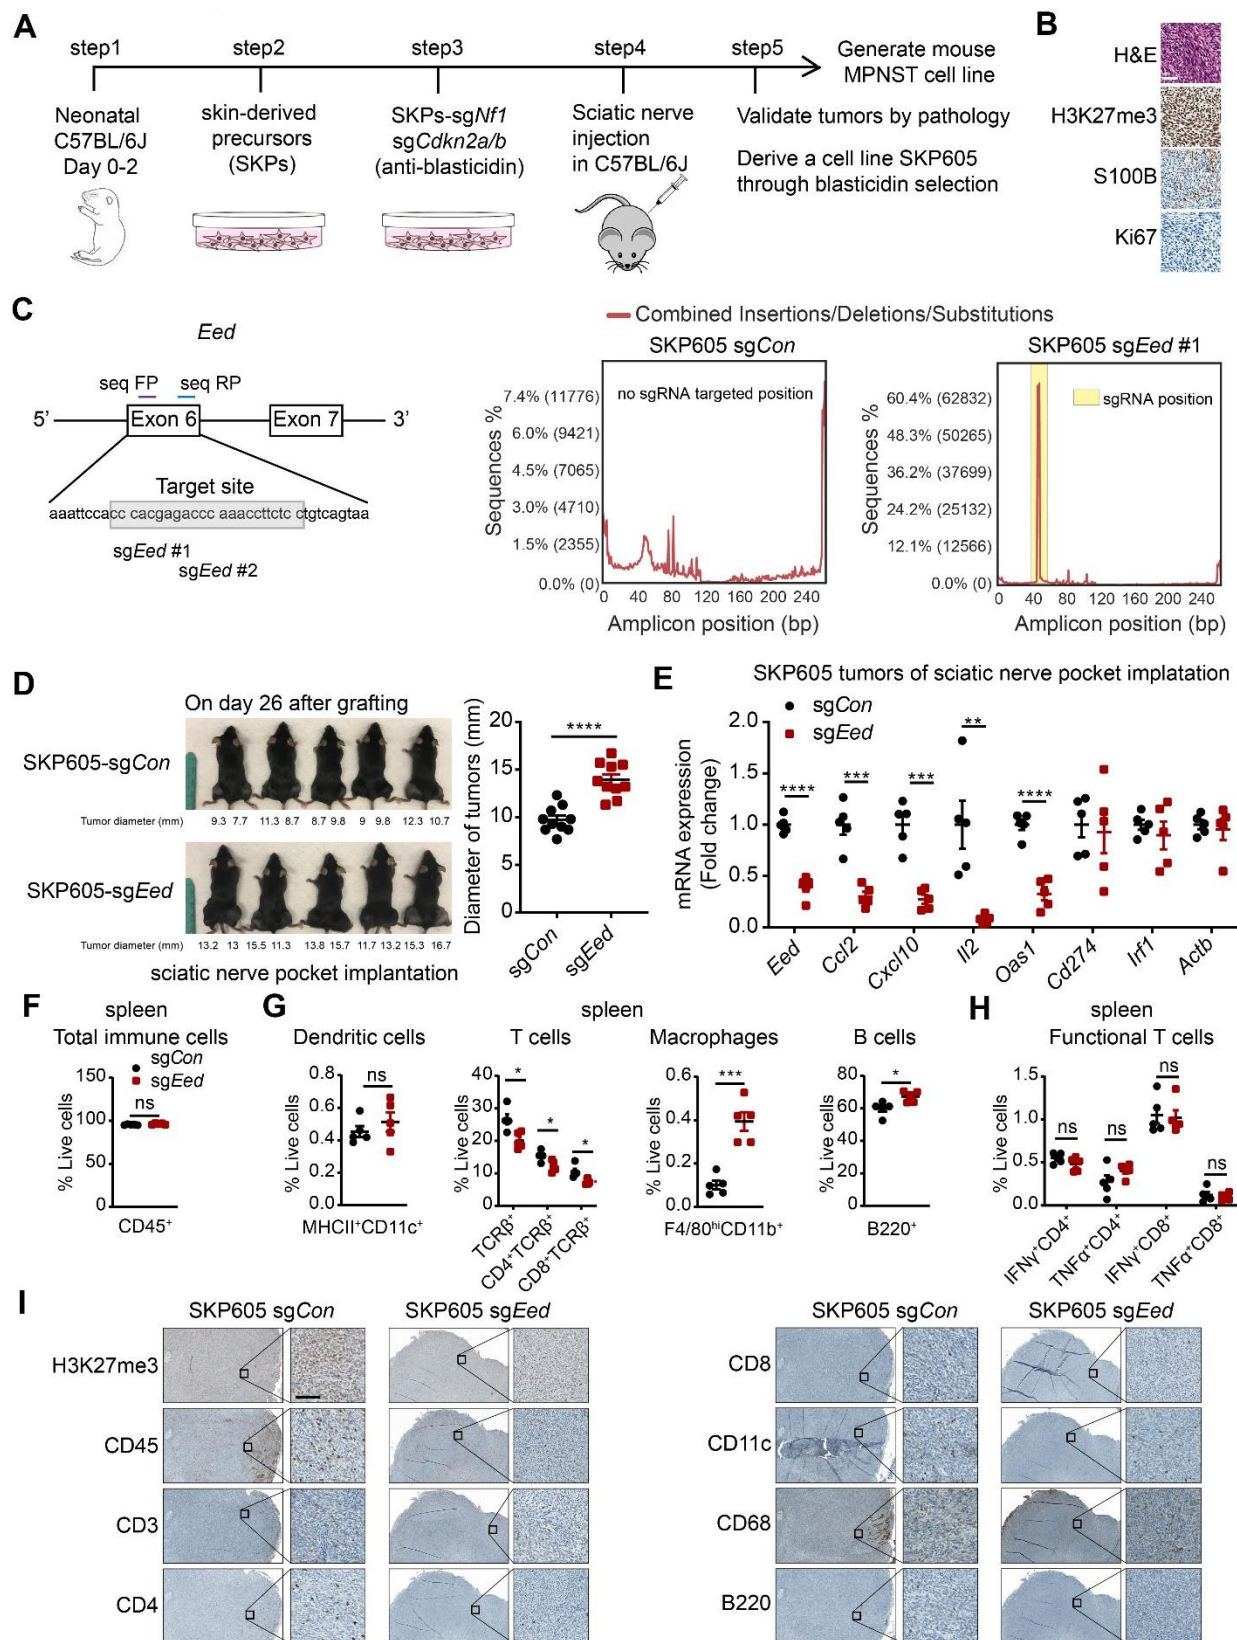 A
step1 step2 step3 step4 step5
Generate mouse
MPNST cell line
Neonatal
C57BL/6J
Day 0-2
skin-derived
precursors
(SKPs)
SKPs-sgNf1
sgCdkn2a/b
(anti-blasticidin)
Sciatic nerve
injection
in C57BL/6J
Validate tumors by pathology
Derive a cell line SKP605
through blasticidin selection
B
H&E
H3K27me3
S100B
Ki67
C
Eed
seq FP seq RP
5' Exon 6 Exon 7 3'
Target site
aaattccacc cacgagaccc aaaccttctc ctgtcagtaa
sgEed #1
sgEed #2
Combined Insertions/Deletions/Substitutions
SKP605 sgCon
no sgRNA targeted position
Sequences %
7.4% (11776)
6.0% (9421)
4.5% (7065)
3.0% (4710)
1.5% (2355)
0.0% (0)
0 40 80 120 160 200 240
Amplicon position (bp)
SKP605 sgEed #1
sgRNA position
Sequences %
60.4% (62832)
48.3% (50265)
36.2% (37699)
24.2% (25132)
12.1% (12566)
0.0% (0)
0 40 80 120 160 200 240
Amplicon position (bp)
D
On day 26 after grafting
SKP605-sgCon
Tumor diameter (mm) 9.3 7.7 11.3 8.7 8.7 9.8 9 9.8 12.3 10.7
SKP605-sgEed
Tumor diameter (mm) 13.2 13 15.5 11.3 13.8 15.7 11.7 13.2 15.3 16.7
sciatic nerve pocket implantation
Diameter of tumors (mm)
20
15
10
5
0
****
sgCon sgEed
E
SKP605 tumors of sciatic nerve pocket implatation
sgCon
sgEed
mRNA expression
(Fold change)
2.0
1.5
1.0
0.5
0.0
**** *** *** ** ****
Eed Ccl2 Cxcl10 Il2 Oas1 Cd274 Irf1 Actb
F
spleen
Total immune cells
sgCon
sgEed
% Live cells
150
100
50
0
ns
CD45+
G
spleen
Dendritic cells
% Live cells
0.8
0.6
0.4
0.2
0.0
ns
MHCII+CD11c+
T cells
% Live cells
40
30
20
10
0
* * *
TCRβ+ CD4+TCRβ+ CD8+TCRβ+
Macrophages
% Live cells
0.6
0.4
0.2
0.0
***
F4/80hiCD11b+
B cells
% Live cells
80
60
40
20
0
*
B220+
H
spleen
Functional T cells
% Live cells
1.5
1.0
0.5
0.0
ns ns ns ns
IFNγ+CD4+ TNFα+CD4+ IFNγ+CD8+ TNFα+CD8+
I
SKP605 sgCon SKP605 sgEed
H3K27me3
CD45
CD3
CD4
SKP605 sgCon SKP605 sgEed
CD8
CD11c
CD68
B220